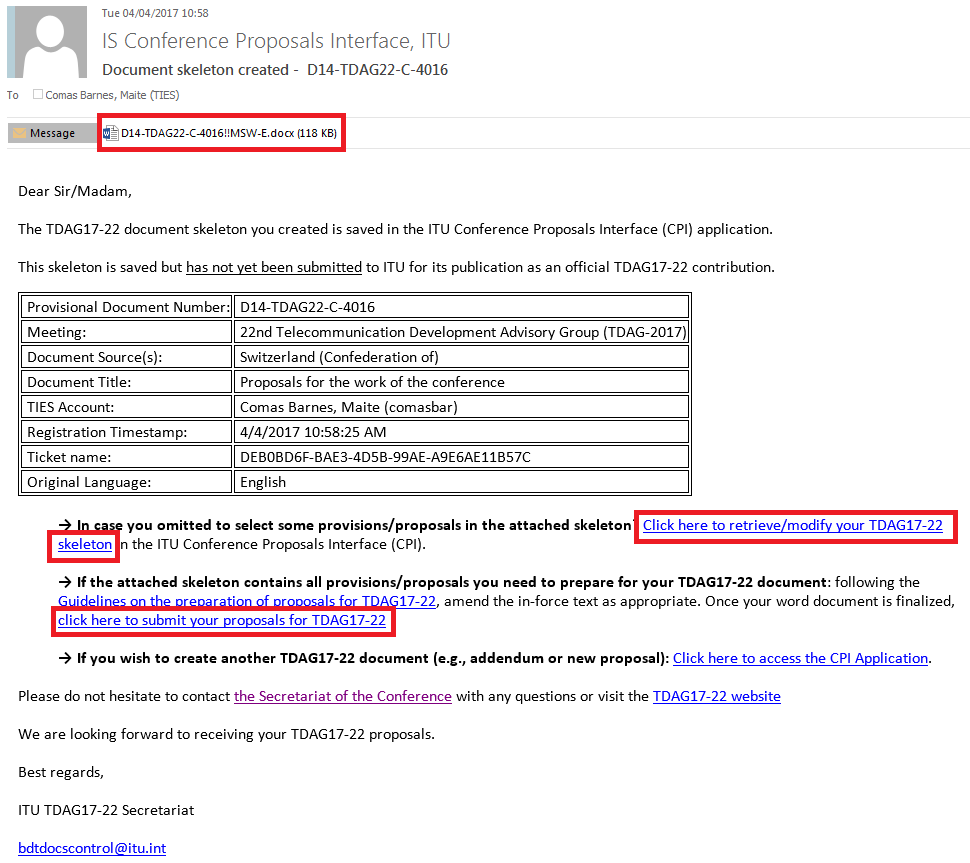 Tue 04/04/2017 10:58
IS Conference Proposals Interface, ITU
Document skeleton created - D14-TDAG22-C-4016
To Comas Barnes, Maite (TIES)
Message D14-TDAG22-C-4016!!MSW-E.docx (118 KB)
Dear Sir/Madam,
The TDAG17-22 document skeleton you created is saved in the ITU Conference Proposals Interface (CPI) application.
This skeleton is saved but has not yet been submitted to ITU for its publication as an official TDAG17-22 contribution.
Provisional Document Number: D14-TDAG22-C-4016
Meeting: 22nd Telecommunication Development Advisory Group (TDAG-2017)
Document Source(s): Switzerland (Confederation of)
Document Title: Proposals for the work of the conference
TIES Account: Comas Barnes, Maite (comasbar)
Registration Timestamp: 4/4/2017 10:58:25 AM
Ticket name: DEB0BD6F-BAE3-4D5B-99AE-A9E6AE11B57C
Original Language: English
→ In case you omitted to select some provisions/proposals in the attached skeleton Click here to retrieve/modify your TDAG17-22
skeleton in the ITU Conference Proposals Interface (CPI).
→ If the attached skeleton contains all provisions/proposals you need to prepare for your TDAG17-22 document: following the
Guidelines on the preparation of proposals for TDAG17-22, amend the in-force text as appropriate. Once your word document is finalized,
click here to submit your proposals for TDAG17-22
→ If you wish to create another TDAG17-22 document (e.g., addendum or new proposal): Click here to access the CPI Application.
Please do not hesitate to contact the Secretariat of the Conference with any questions or visit the TDAG17-22 website
We are looking forward to receiving your TDAG17-22 proposals.
Best regards,
ITU TDAG17-22 Secretariat
bdtdocscontrol@itu.int